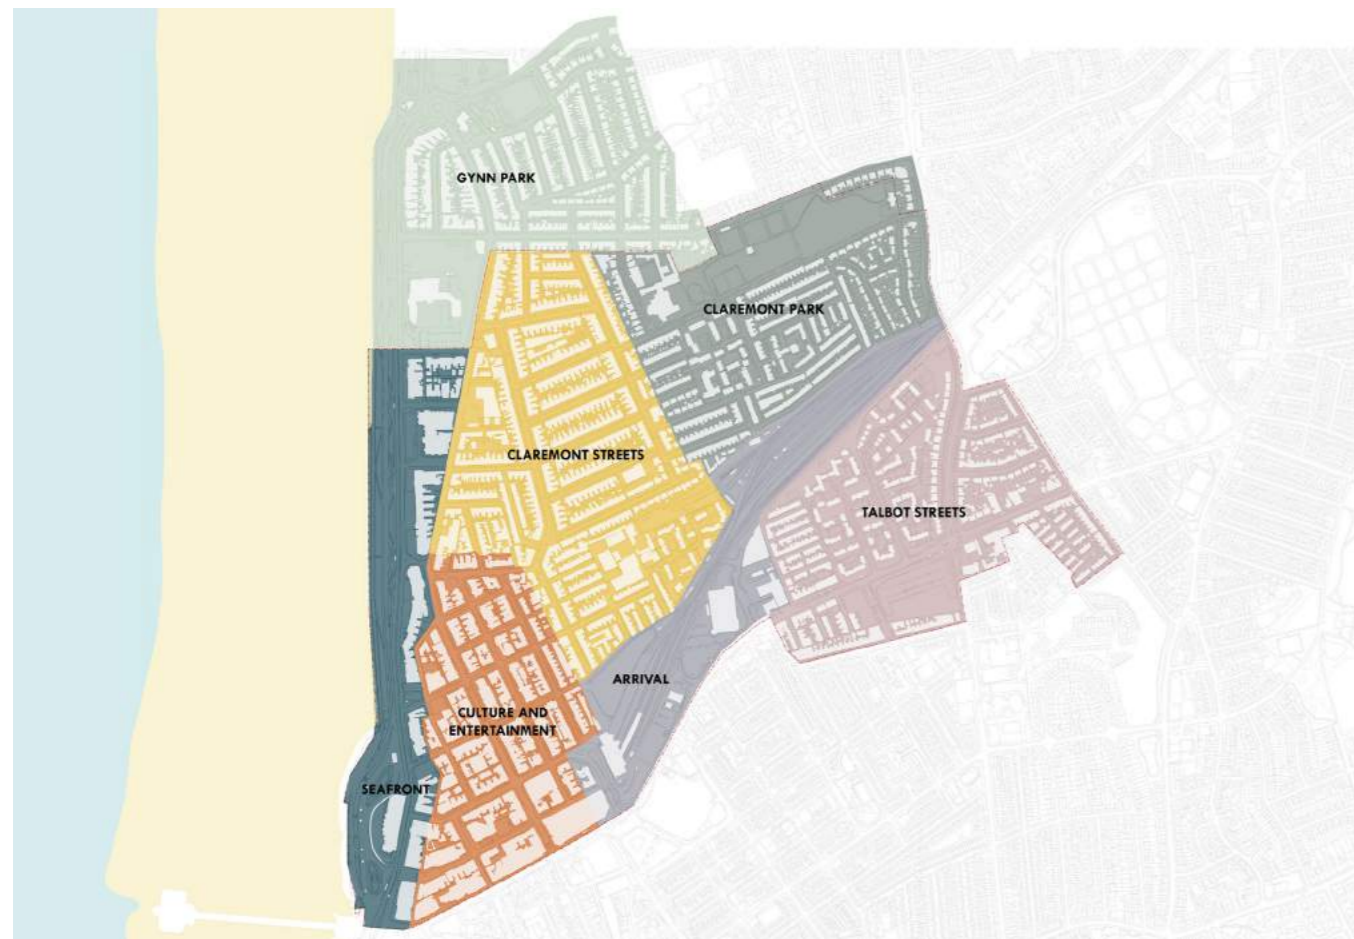 GYNN PARK
CLAREMONT PARK
CLAREMONT STREETS
TALBOT STREETS
ARRIVAL
CULTURE AND
ENTERTAINMENT
SEAFRONT